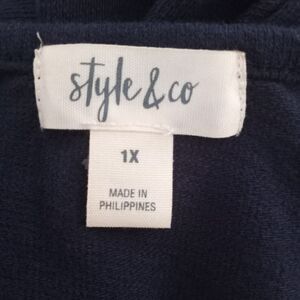 style & co
1X
MADE IN
PHILIPPINES